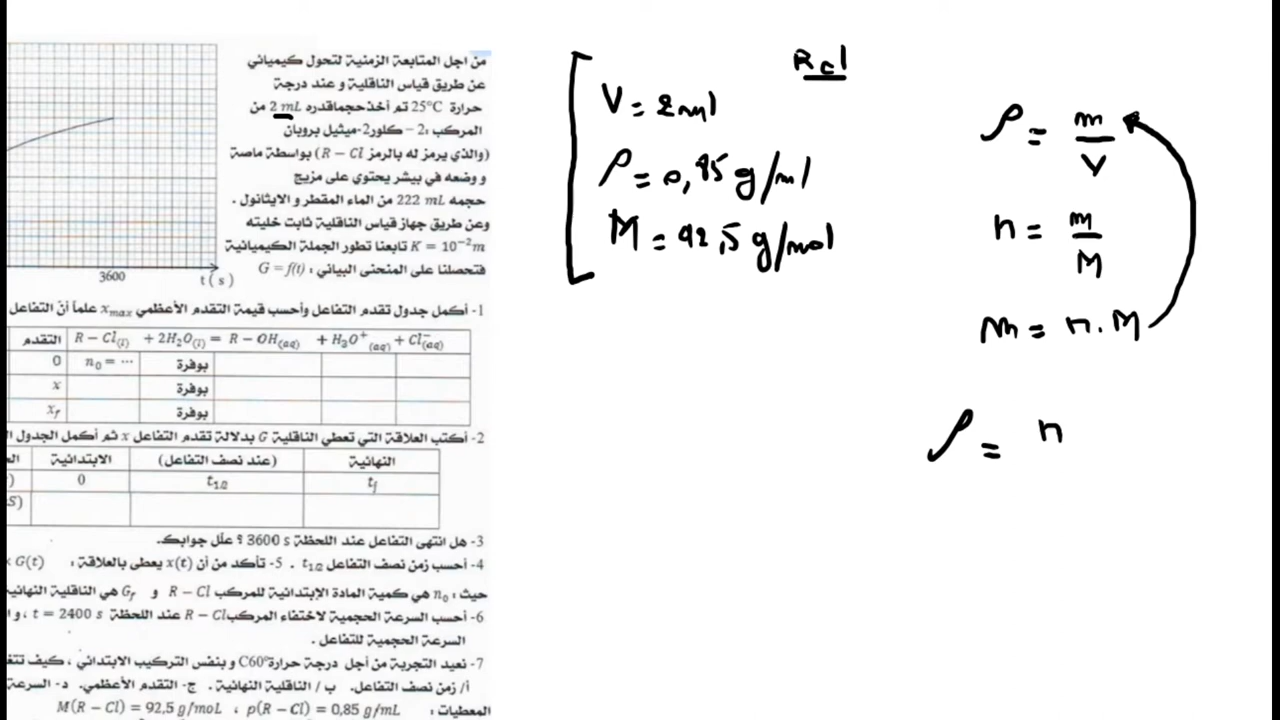 من اجل المتابعة الزمنية لتحول كيميائي
عن طريق قياس الناقلية و عند درجة
حرارة 25°C تم أخذ حجما قدره 2 mL من
المركب : 2 – كلور2-ميثيل بروبان
(والذي يرمز له بالرمز R − Cl) بواسطة ماصة
و وضعه في بيشر يحتوي على مزيج
حجمه 222 mL من الماء المقطر و الايثانول .
وعن طريق جهاز قياس الناقلية ثابت خليته
K = 10⁻²m تابعنا تطور الجملة الكيميائية
فتحصلنا على المنحنى البياني : G = f(t)
3600 t(s)
1- أكمل جدول تقدم التفاعل وأحسب قيمة التقدم الأعظمي xmax علماً أنّ التفاعل
التقدم R − Cl(l) + 2H2O(l) = R − OH(aq) + H3O⁺(aq) + Cl⁻(aq)
0 n0 = ··· بوفرة
x بوفرة
xf بوفرة
2- أكتب العلاقة التي تعطي الناقلية G بدلالة تقدم التفاعل x ثم أكمل الجدول
الابتدائية (عند نصف التفاعل) النهائية
0 t1/2 tf
S)
3- هل انتهى التفاعل عند اللحظة 3600 s ؟ علّل جوابك.
4- أحسب زمن نصف التفاعل t1/2 . 5- تأكد من أن x(t) يعطى بالعلاقة : G(t)
حيث : n0 هي كمية المادة الإبتدائية للمركب R − Cl و Gf هي الناقلية النهائية
6- أحسب السرعة الحجمية لاختفاء المركب R − Cl عند اللحظة t = 2400 s ، و
السرعة الحجمية للتفاعل .
7- نعيد التجربة من أجل درجة حرارة C60° و بنفس التركيب الابتدائي ، كيف
أ/ زمن نصف التفاعل. ب / الناقلية النهائية . ج- التقدم الأعظمي. د- السرعة
المعطيات : M(R − Cl) = 92,5 g/moL ، ρ(R − Cl) = 0,85 g/mL
Rcl
V = 2ml
ρ = 0,85 g/ml
M = 92,5 g/mol
ρ = m/V
n = m/M
m = n.M
ρ = n